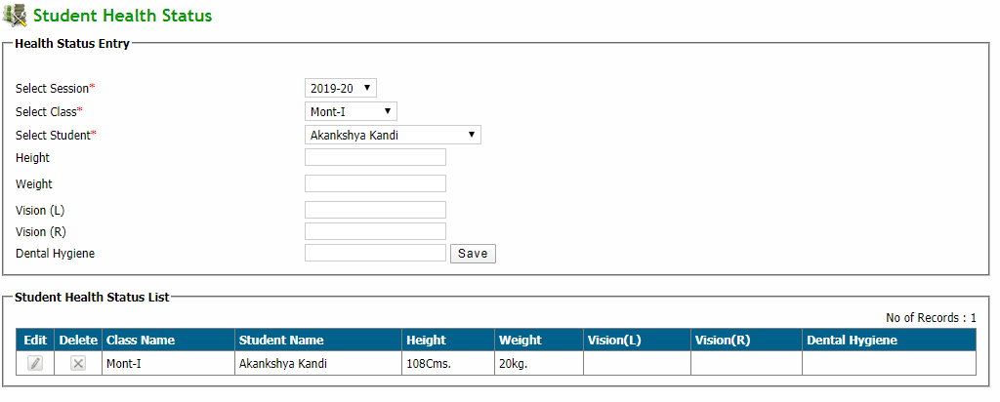 Student Health Status
Health Status Entry
Select Session* 2019-20
Select Class* Mont-I
Select Student* Akankshya Kandi
Height
Weight
Vision (L)
Vision (R)
Dental Hygiene Save
Student Health Status List
No of Records : 1
Edit Delete Class Name Student Name Height Weight Vision(L) Vision(R) Dental Hygiene
Mont-I Akankshya Kandi 108Cms. 20kg.